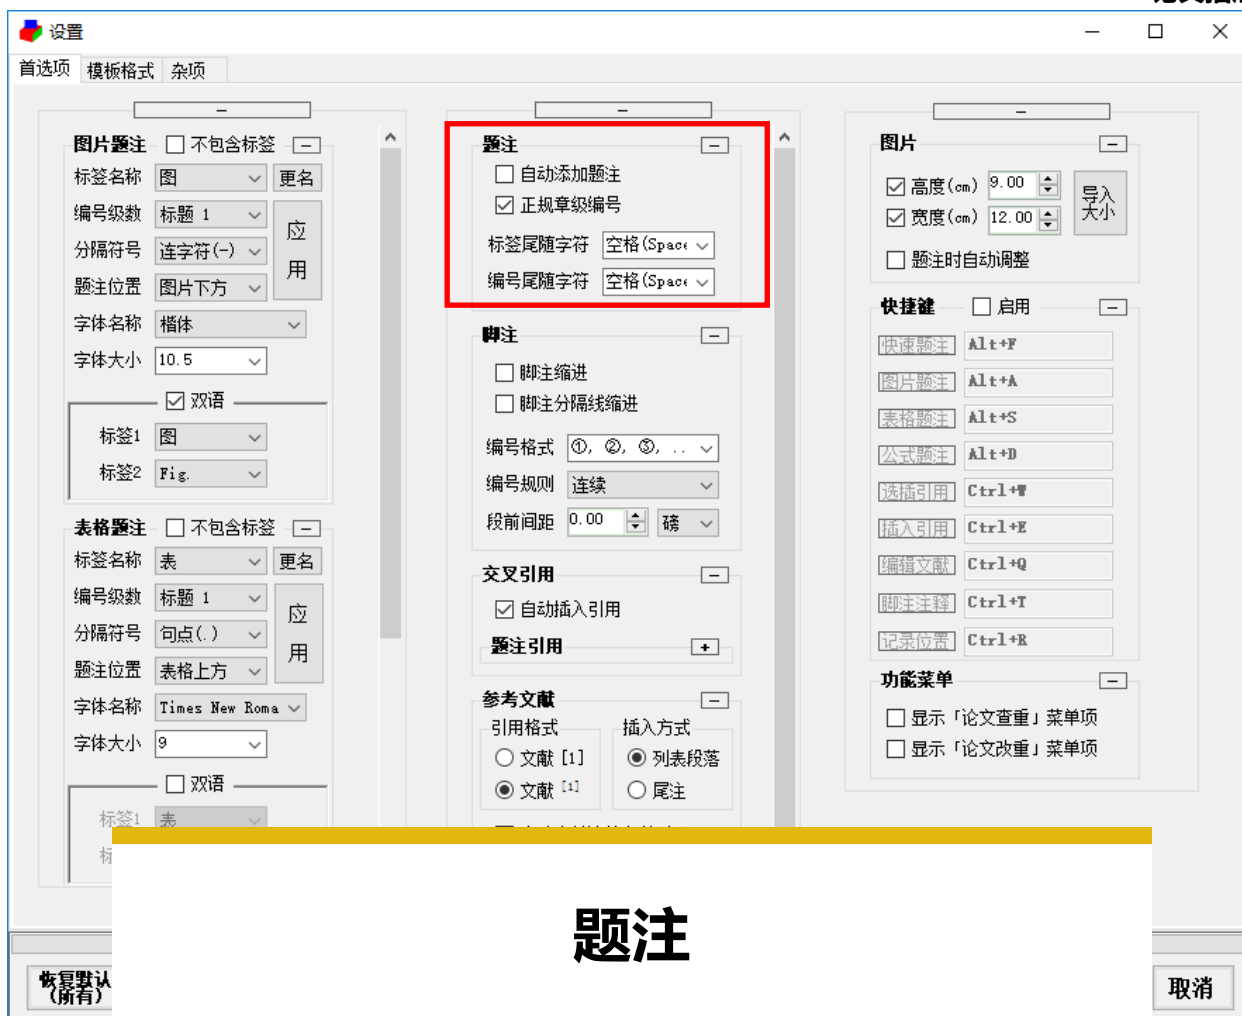 设置
首选项 模板格式 杂项
图片题注 不包含标签
标签名称 图 更名
编号级数 标题 1 应用
分隔符号 连字符(-)
题注位置 图片下方
字体名称 楷体
字体大小 10.5
双语
标签1 图
标签2 Fig.
表格题注 不包含标签
标签名称 表 更名
编号级数 标题 1 应用
分隔符号 句点(.)
题注位置 表格上方
字体名称 Times New Roma
字体大小 9
双语
标签1 表
题注
自动添加题注
正规章级编号
标签尾随字符 空格(Space
编号尾随字符 空格(Space
脚注
脚注缩进
脚注分隔线缩进
编号格式 ①, ②, ③, ..
编号规则 连续
段前间距 0.00 磅
交叉引用
自动插入引用
题注引用
参考文献
引用格式 插入方式
文献 [1] 列表段落
文献 [1] 尾注
图片
高度(cm) 9.00 导入大小
宽度(cm) 12.00
题注时自动调整
快捷键 启用
快速题注 Alt+F
图片题注 Alt+A
表格题注 Alt+S
公式题注 Alt+D
选插引用 Ctrl+W
插入引用 Ctrl+E
编辑文献 Ctrl+Q
脚注注释 Ctrl+T
记录位置 Ctrl+R
功能菜单
显示「论文查重」菜单项
显示「论文改重」菜单项
题注
恢复默认
(所有)
取消